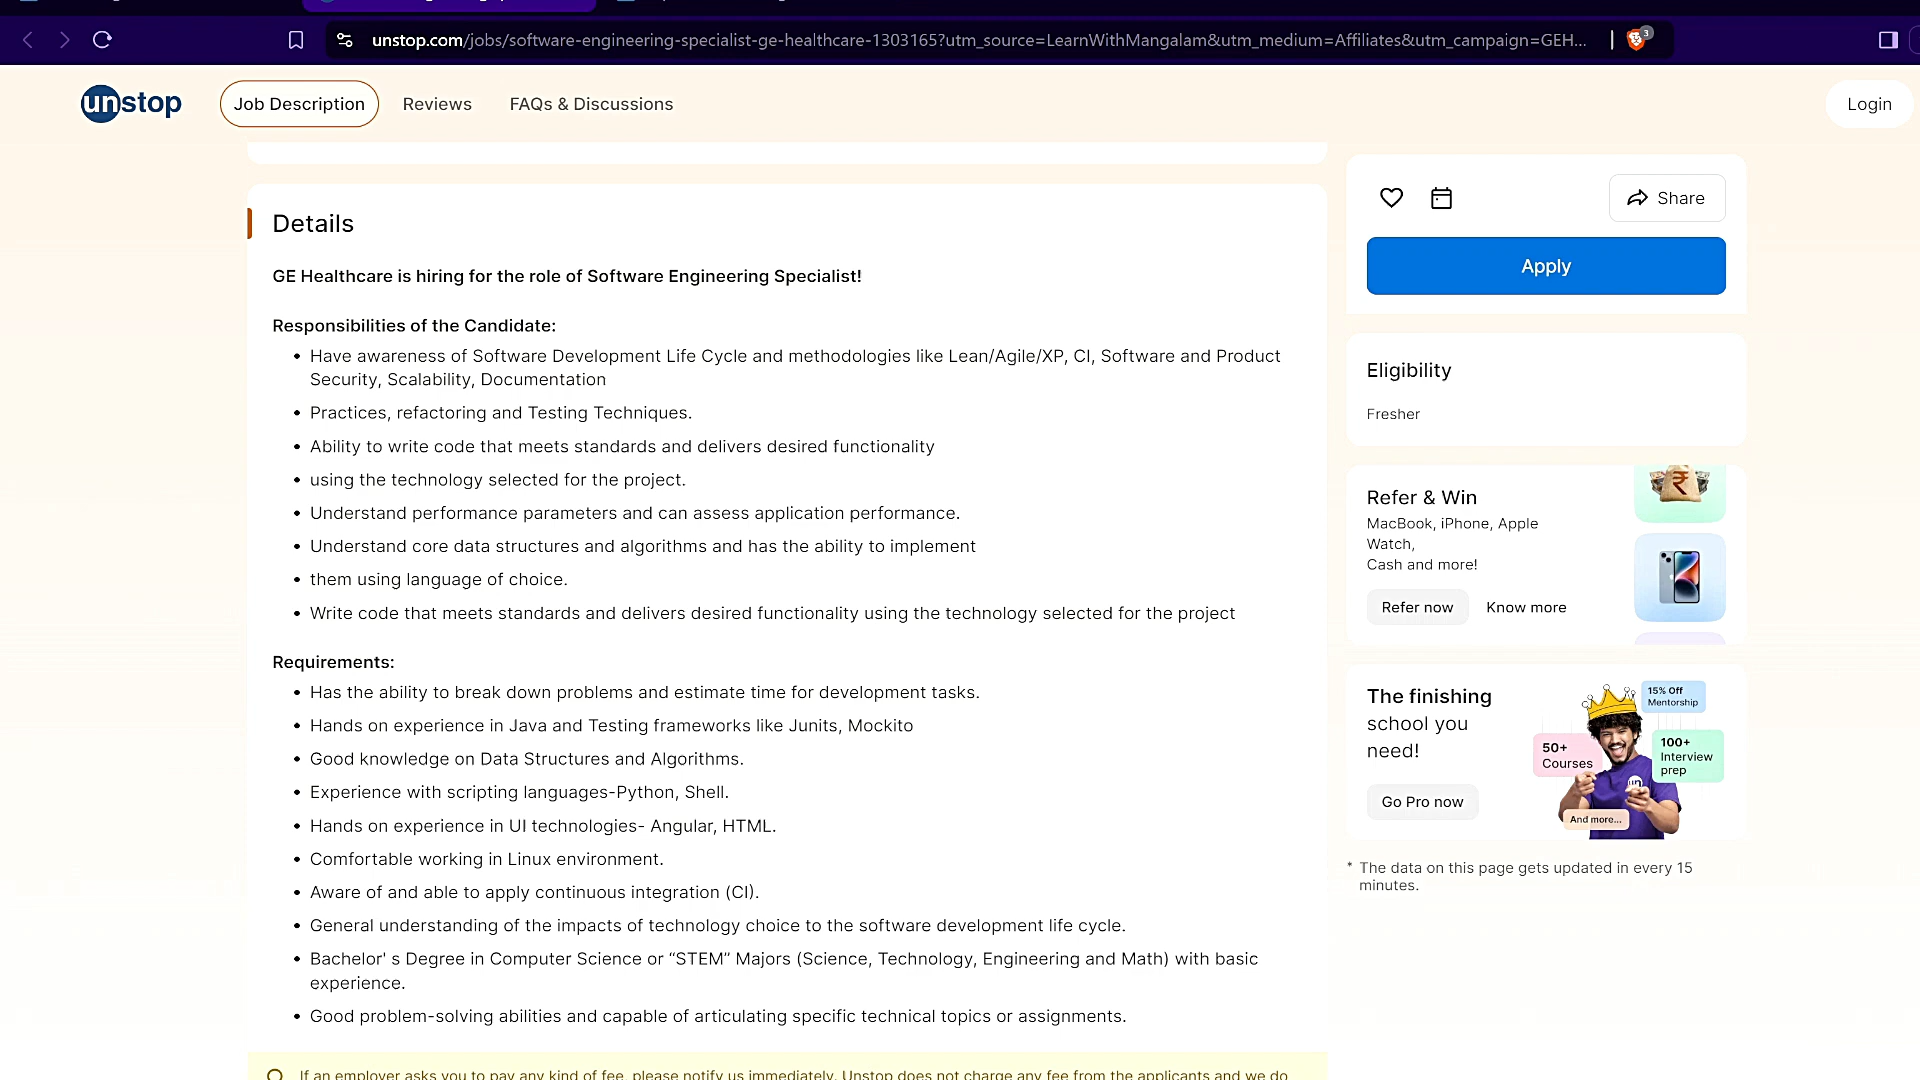 unstop.com/jobs/software-engineering-specialist-ge-healthcare-1303165?utm_source=LearnWithMangalam&utm_medium=Affiliates&utm_campaign=GEH...
3
unstop
Job Description
Reviews
FAQs & Discussions
Login
Details
GE Healthcare is hiring for the role of Software Engineering Specialist!
Responsibilities of the Candidate:
• Have awareness of Software Development Life Cycle and methodologies like Lean/Agile/XP, CI, Software and Product
Security, Scalability, Documentation
• Practices, refactoring and Testing Techniques.
• Ability to write code that meets standards and delivers desired functionality
• using the technology selected for the project.
• Understand performance parameters and can assess application performance.
• Understand core data structures and algorithms and has the ability to implement
• them using language of choice.
• Write code that meets standards and delivers desired functionality using the technology selected for the project
Requirements:
• Has the ability to break down problems and estimate time for development tasks.
• Hands on experience in Java and Testing frameworks like Junits, Mockito
• Good knowledge on Data Structures and Algorithms.
• Experience with scripting languages-Python, Shell.
• Hands on experience in UI technologies- Angular, HTML.
• Comfortable working in Linux environment.
• Aware of and able to apply continuous integration (CI).
• General understanding of the impacts of technology choice to the software development life cycle.
• Bachelor' s Degree in Computer Science or “STEM” Majors (Science, Technology, Engineering and Math) with basic
experience.
• Good problem-solving abilities and capable of articulating specific technical topics or assignments.
If an employer asks you to pay any kind of fee, please notify us immediately. Unstop does not charge any fee from the applicants and we do
Share
Apply
Eligibility
Fresher
Refer & Win
MacBook, iPhone, Apple
Watch,
Cash and more!
Refer now
Know more
₹
The finishing
school you
need!
Go Pro now
15% Off
Mentorship
50+
Courses
100+
Interview
prep
un
And more...
* The data on this page gets updated in every 15
minutes.